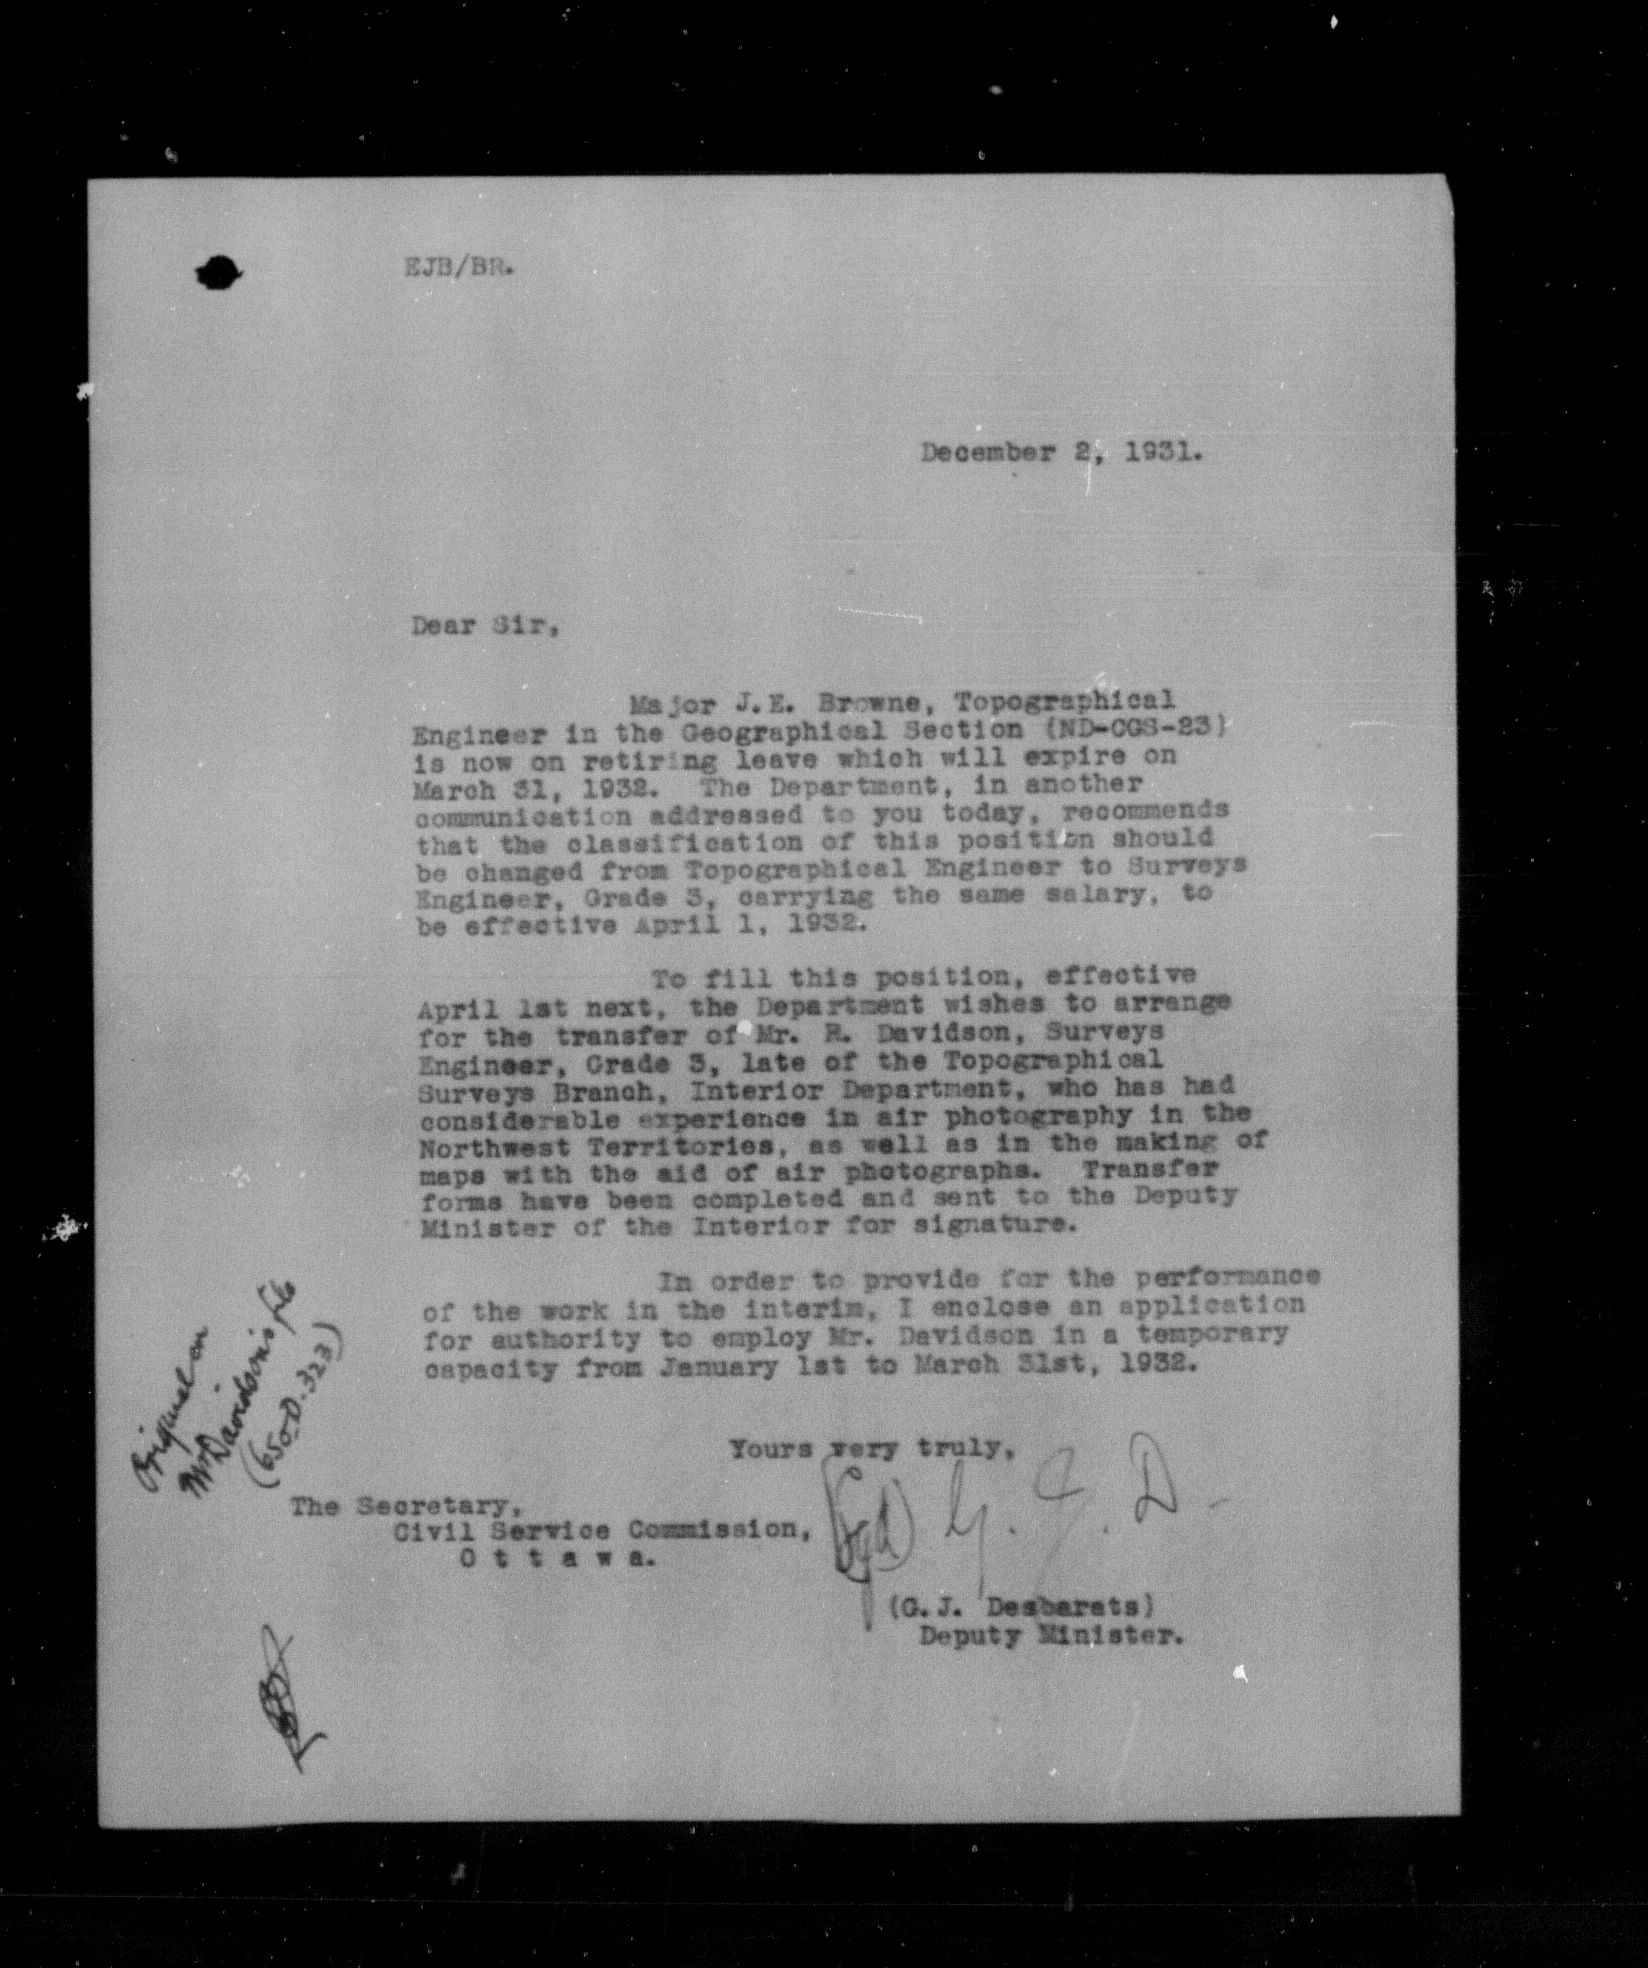 EJB/BR.
December 2, 1931.
Dear Sir,
Major J.E. Browne, Topographical
Engineer in the Geographical Section (ND-CGS-23)
is now on retiring leave which will expire on
March 31, 1932. The Department, in another
communication addressed to you today, recommends
that the classification of this position should
be changed from Topographical Engineer to Surveys
Engineer, Grade 3, carrying the same salary, to
be effective April 1, 1932.
To fill this position, effective
April 1st next, the Department wishes to arrange
for the transfer of Mr. R. Davidson, Surveys
Engineer, Grade 3, late of the Topographical
Surveys Branch, Interior Department, who has had
considerable experience in air photography in the
Northwest Territories, as well as in the making of
maps with the aid of air photographs. Transfer
forms have been completed and sent to the Deputy
Minister of the Interior for signature.
In order to provide for the performance
of the work in the interim, I enclose an application
for authority to employ Mr. Davidson in a temporary
capacity from January 1st to March 31st, 1932.
Original on
Mr Davidson's file
(650-D-323)
Yours very truly,
(Sgd) G. J. D.
The Secretary,
Civil Service Commission,
O t t a w a.
(G.J. Desbarats)
Deputy Minister.